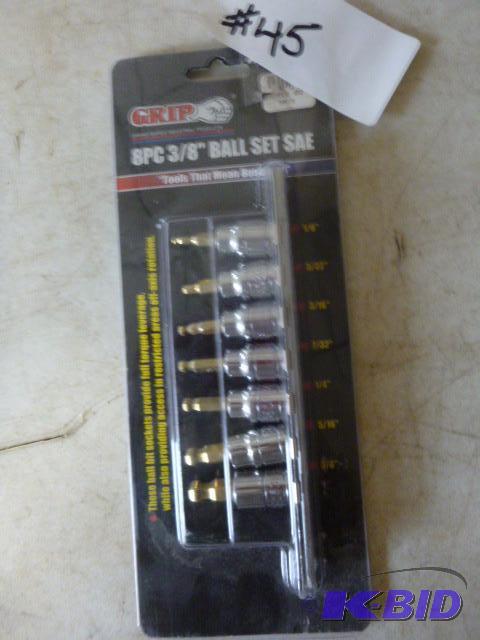 #45
GRIP
8PC 3/8" BALL SET SAE
"Tools That Mean
1/8"
5/32"
3/16"
7/32"
1/4"
5/16"
3/8"
These ball bit sockets provide full torque leverage,
while also providing access in restricted areas off-axis rotation.
K-BID